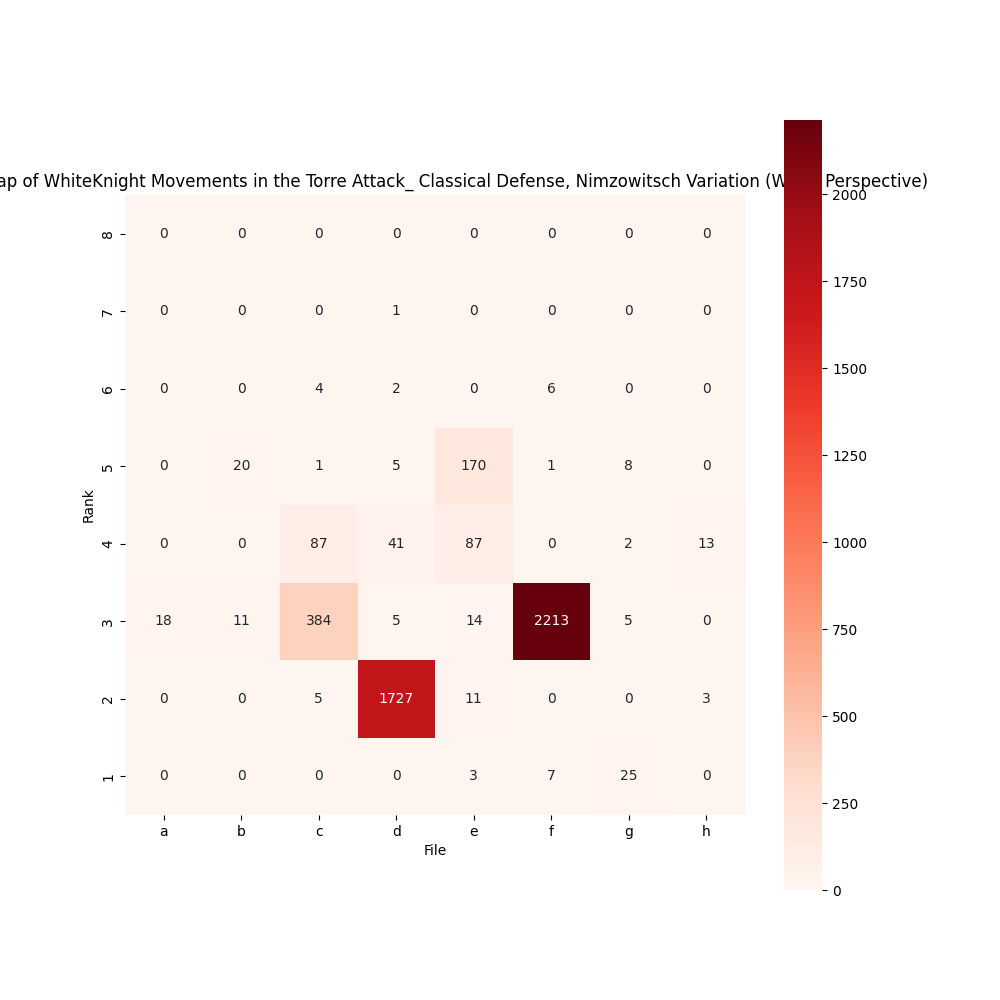 ap of WhiteKnight Movements in the Torre Attack_ Classical Defense, Nimzowitsch Variation (W Perspective)
8 0 0 0 0 0 0 0 0
7 0 0 0 1 0 0 0 0
6 0 0 4 2 0 6 0 0
5 0 20 1 5 170 1 8 0
4 0 0 87 41 87 0 2 13
3 18 11 384 5 14 2213 5 0
2 0 0 5 1727 11 0 0 3
1 0 0 0 0 3 7 25 0
a b c d e f g h
File
Rank
2000
1750
1500
1250
1000
750
500
250
0